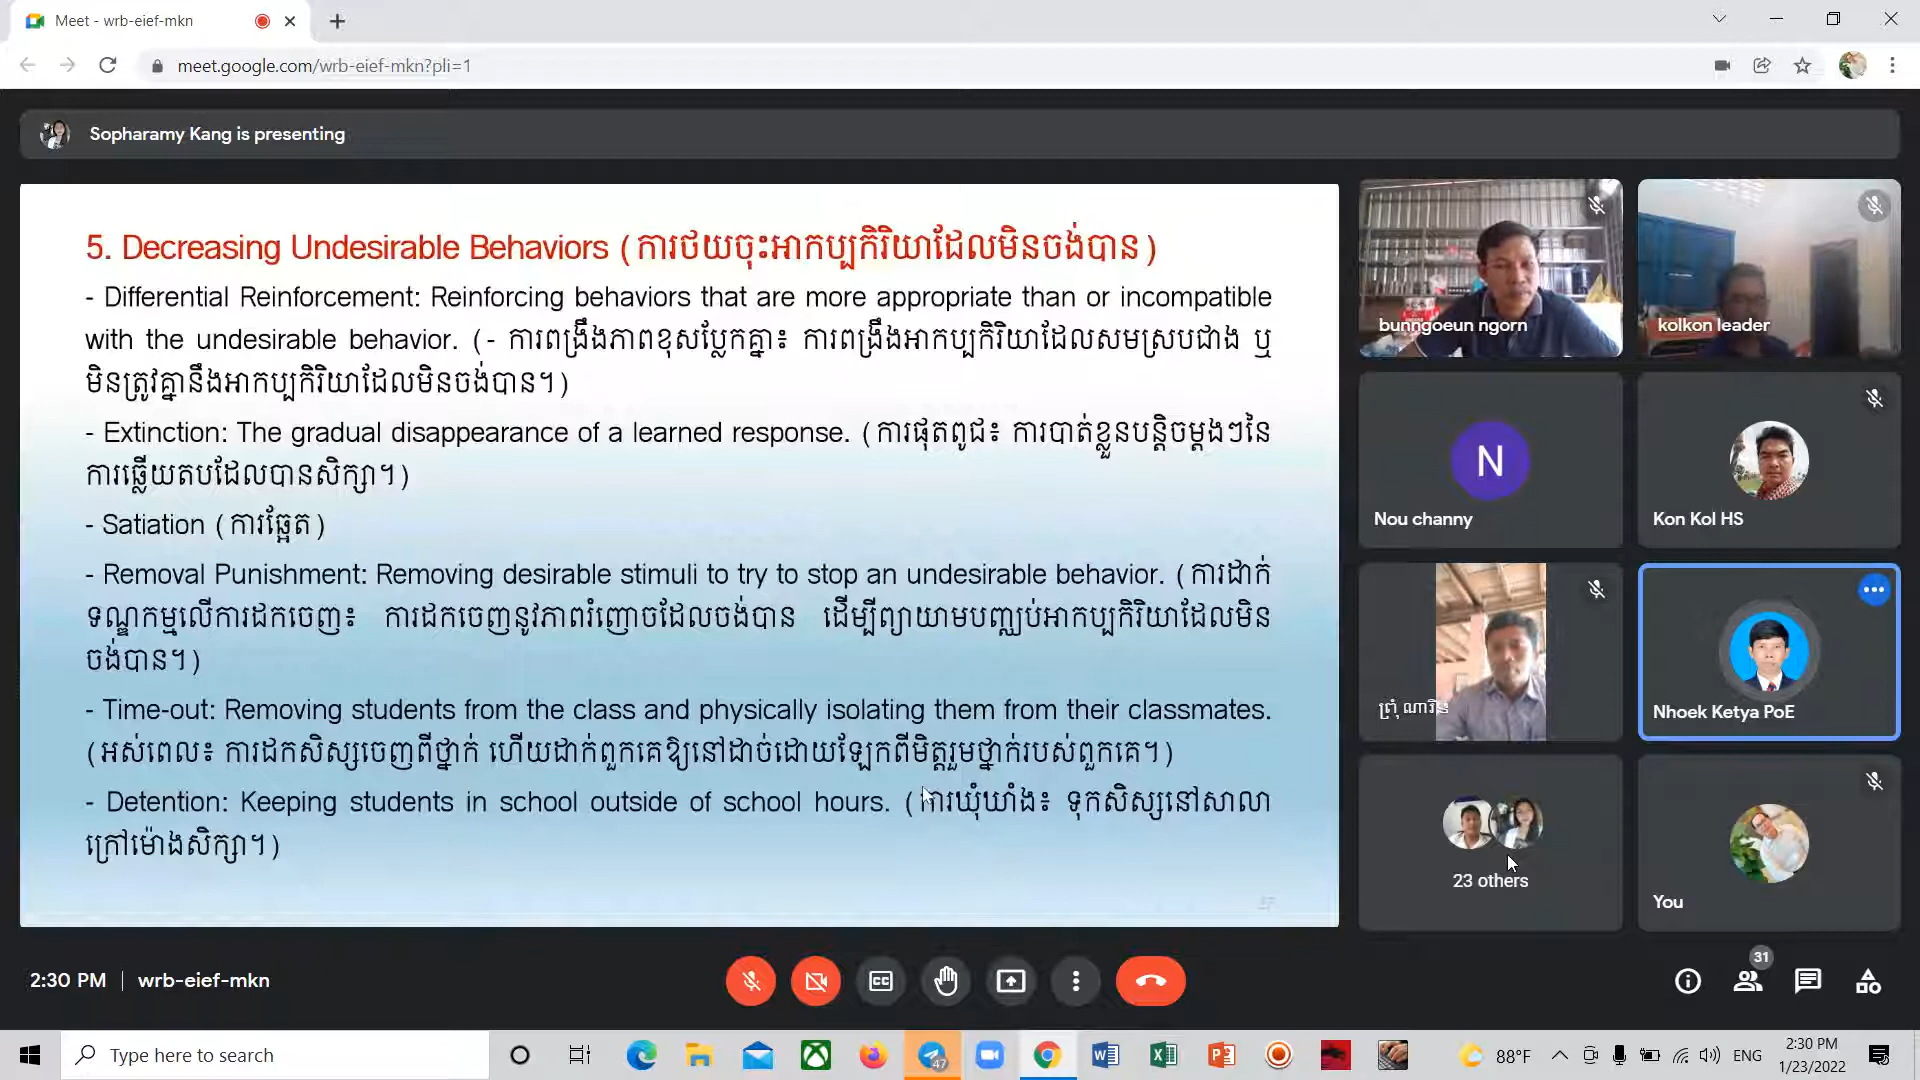 Meet - wrb-eief-mkn
meet.google.com/wrb-eief-mkn?pli=1
Sopharamy Kang is presenting
5. Decreasing Undesirable Behaviors (ការថយចុះអាកប្បកិរិយាដែលមិនចង់បាន)
- Differential Reinforcement: Reinforcing behaviors that are more appropriate than or incompatible
with the undesirable behavior. (- ការពង្រឹងភាពខុសប្លែកគ្នា៖ ការពង្រឹងអាកប្បកិរិយាដែលសមស្របជាង ឬ
មិនត្រូវគ្នានឹងអាកប្បកិរិយាដែលមិនចង់បាន។)
- Extinction: The gradual disappearance of a learned response. (ការផុតពូជ៖ ការបាត់ខ្លួនបន្តិចម្តងៗនៃ
ការឆ្លើយតបដែលបានសិក្សា។)
- Satiation (ការឆ្អែត)
- Removal Punishment: Removing desirable stimuli to try to stop an undesirable behavior. (ការដាក់
ទណ្ឌកម្មលើការដកចេញ៖ ការដកចេញនូវភាពរំញោចដែលចង់បាន ដើម្បីព្យាយាមបញ្ឈប់អាកប្បកិរិយាដែលមិន
ចង់បាន។)
- Time-out: Removing students from the class and physically isolating them from their classmates.
(អស់ពេល៖ ការដកសិស្សចេញពីថ្នាក់ ហើយដាក់ពួកគេឱ្យនៅដាច់ដោយឡែកពីមិត្តរួមថ្នាក់របស់ពួកគេ។)
- Detention: Keeping students in school outside of school hours. (ការឃុំឃាំង៖ ទុកសិស្សនៅសាលា
ក្រៅម៉ោងសិក្សា។)
bunngoeun ngorn
kolkon leader
N
Nou channy
Kon Kol HS
ព្រុំ ណារិន
Nhoek Ketya PoE
23 others
You
2:30 PM | wrb-eief-mkn
31
Type here to search
47
88°F
ENG
2:30 PM
1/23/2022